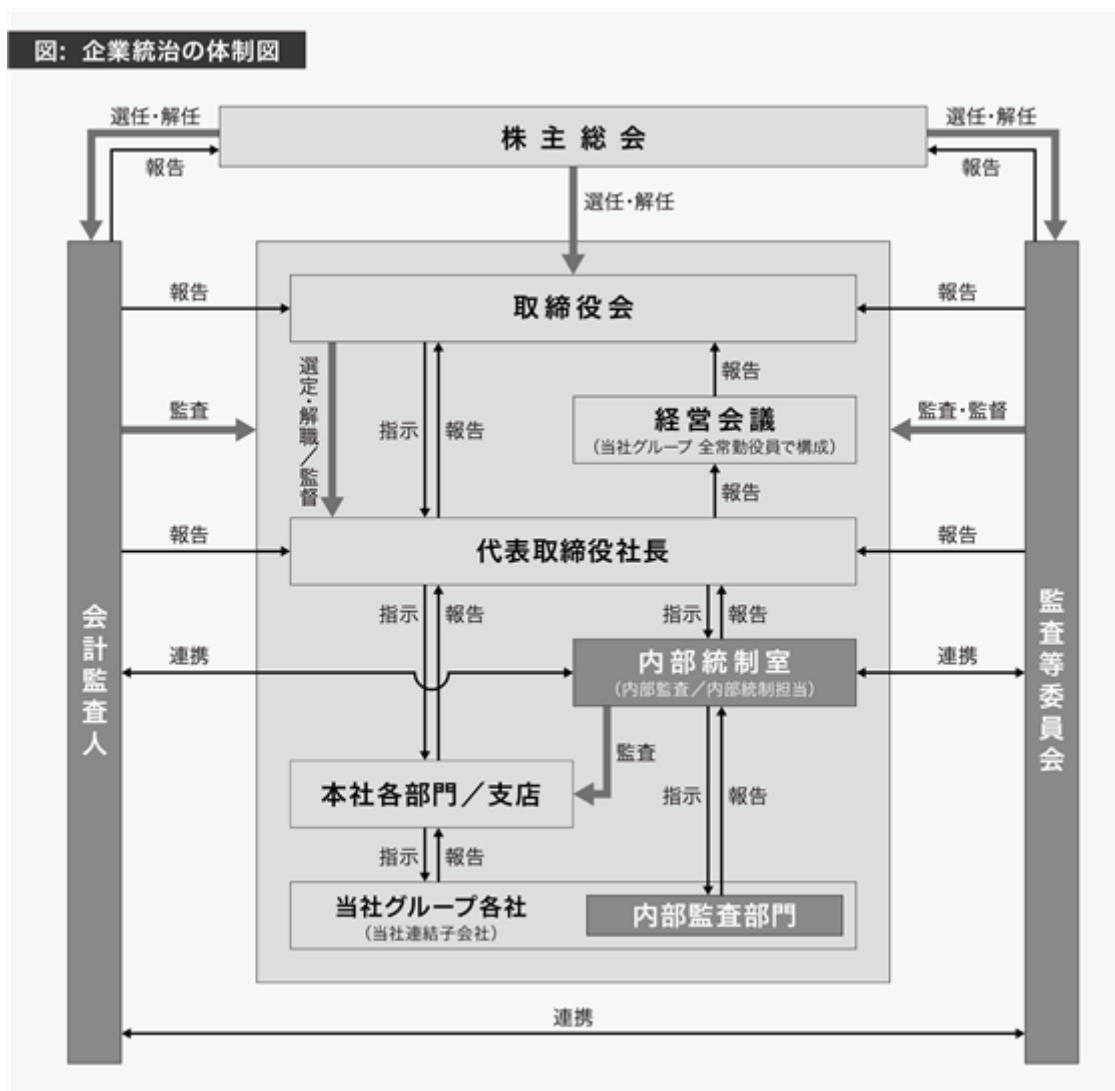 図: 企業統治の体制図
選任・解任
株主総会
選任・解任
報告
報告
選任・解任
報告
取締役会
報告
選定・解職／監督
指示
報告
報告
監査
経営会議
(当社グループ 全常勤役員で構成)
監査・監督
報告
報告
代表取締役社長
報告
会計監査人
指示
報告
指示
報告
監査等委員会
連携
内部統制室
(内部監査／内部統制担当)
連携
監査
本社各部門／支店
指示
報告
指示
報告
当社グループ各社
(当社連結子会社)
内部監査部門
連携